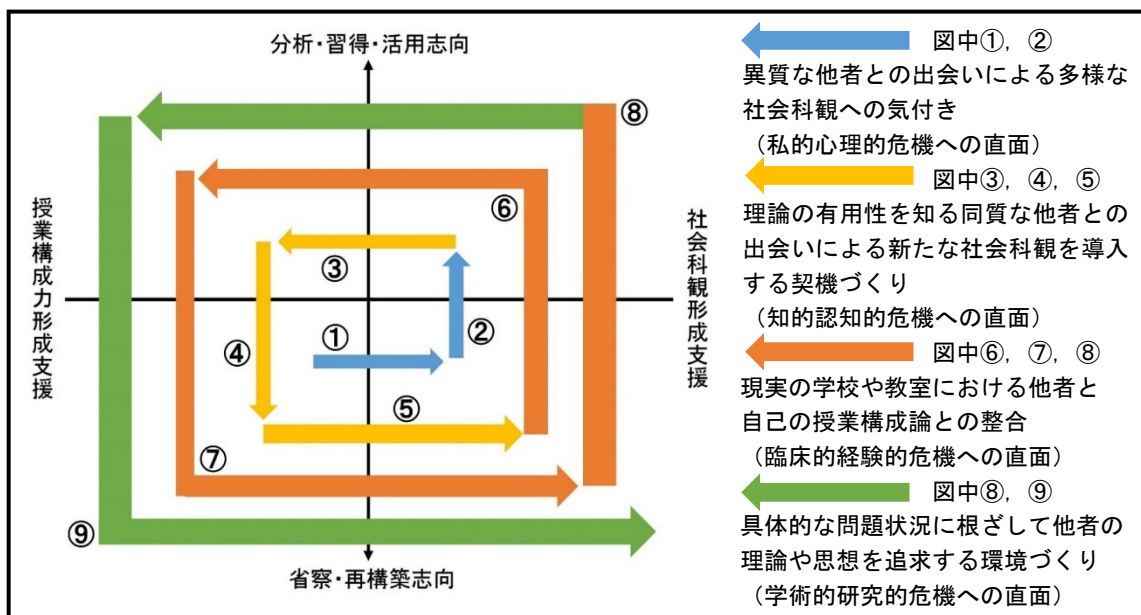 分析・習得・活用志向
授業構成力形成支援
社会科観形成支援
省察・再構築志向
①
②
③
④
⑤
⑥
⑦
⑧
⑨
図中①，②
異質な他者との出会いによる多様な
社会科観への気付き
（私的心理的危機への直面）
図中③，④，⑤
理論の有用性を知る同質な他者との
出会いによる新たな社会科観を導入
する契機づくり
（知的認知的危機への直面）
図中⑥，⑦，⑧
現実の学校や教室における他者と
自己の授業構成論との整合
（臨床的経験的危機への直面）
図中⑧，⑨
具体的な問題状況に根ざして他者の
理論や思想を追求する環境づくり
（学術的研究的危機への直面）